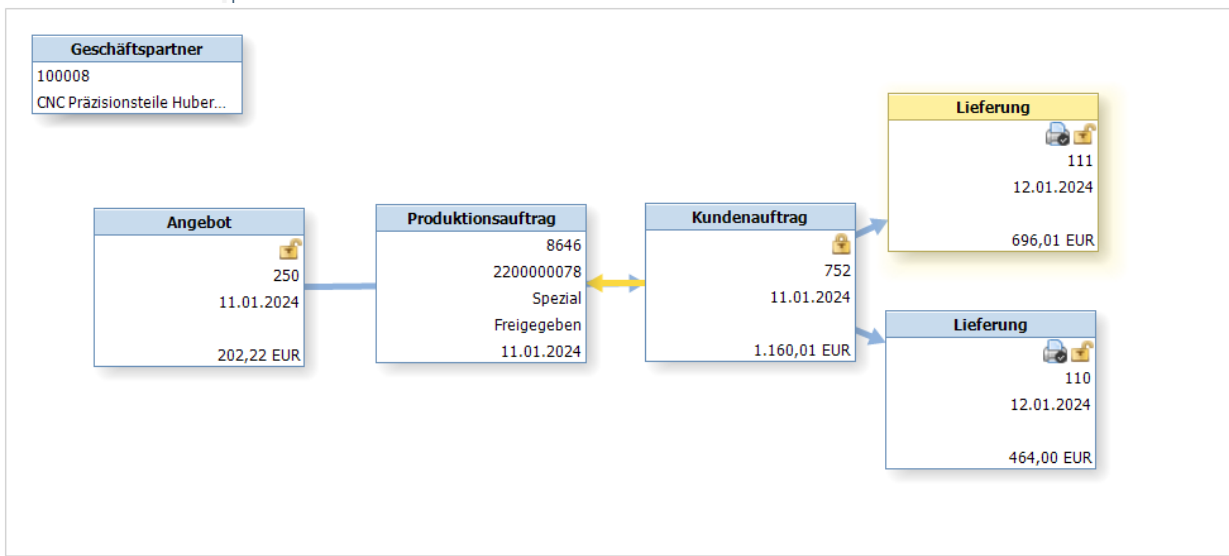 Geschäftspartner
100008
CNC Präzisionsteile Huber...
Angebot
250
11.01.2024
202,22 EUR
Produktionsauftrag
8646
2200000078
Spezial
Freigegeben
11.01.2024
Kundenauftrag
752
11.01.2024
1.160,01 EUR
Lieferung
111
12.01.2024
696,01 EUR
Lieferung
110
12.01.2024
464,00 EUR